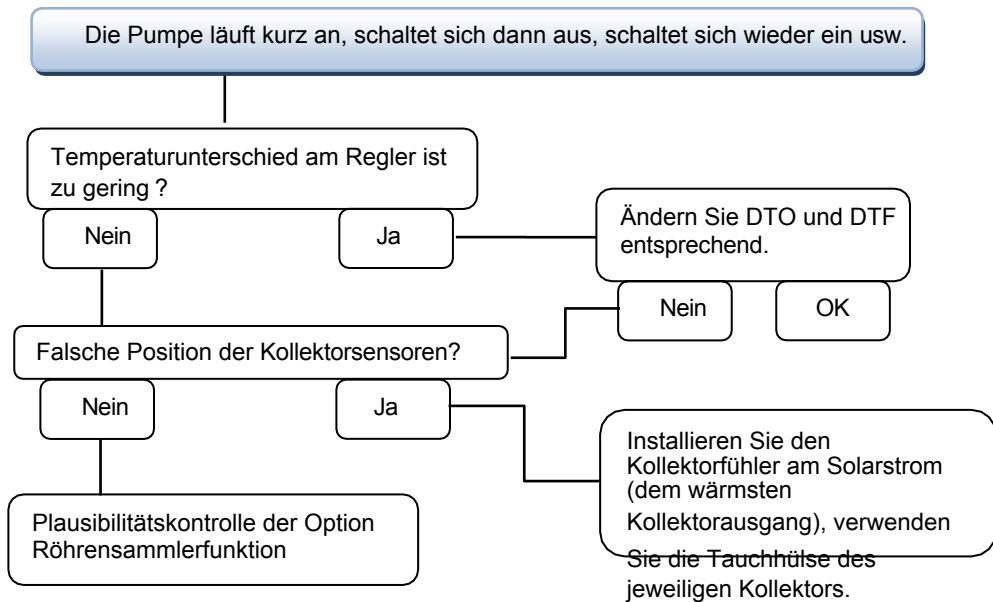 Die Pumpe läuft kurz an, schaltet sich dann aus, schaltet sich wieder ein usw.
Temperaturunterschied am Regler ist
zu gering ?
Nein
Ja
Ändern Sie DTO und DTF
entsprechend.
Nein
OK
Falsche Position der Kollektorsensoren?
Nein
Ja
Installieren Sie den
Kollektorfühler am Solarstrom
(dem wärmsten
Kollektorausgang), verwenden
Sie die Tauchhülse des
jeweiligen Kollektors.
Plausibilitätskontrolle der Option
Röhrensammlerfunktion